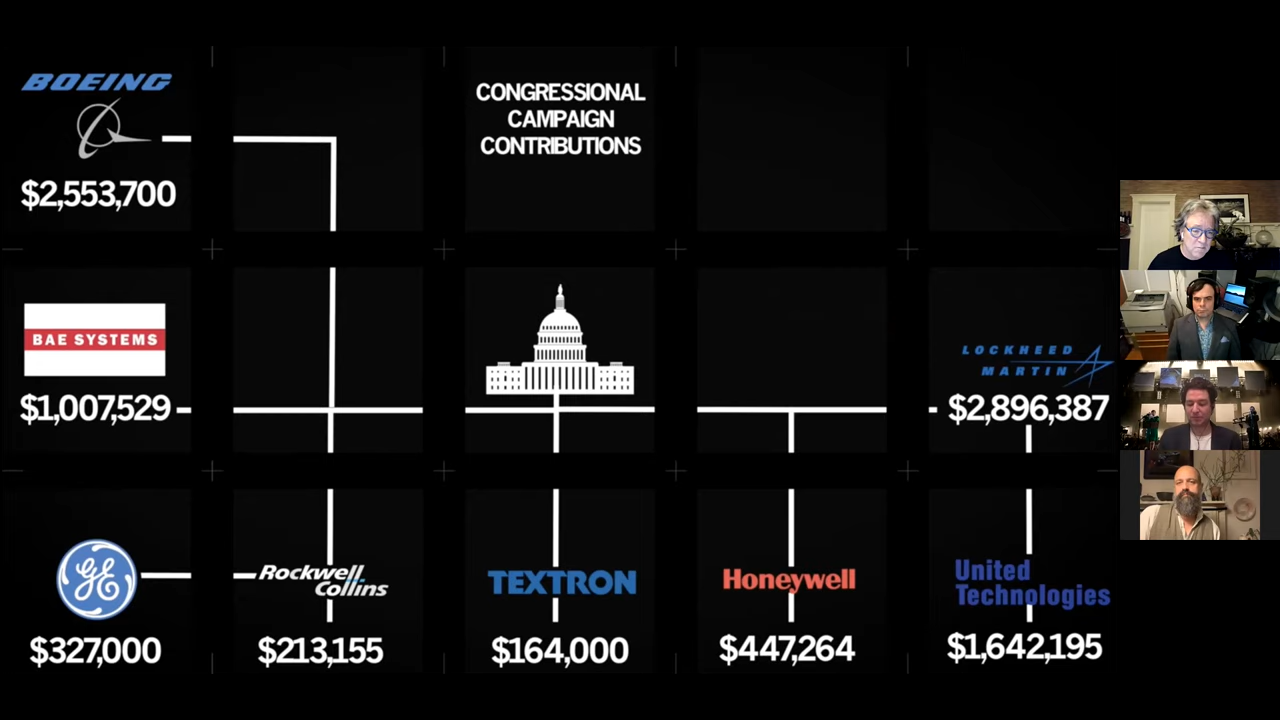 BOEING
$2,553,700
CONGRESSIONAL
CAMPAIGN
CONTRIBUTIONS
BAE SYSTEMS
$1,007,529
LOCKHEED
MARTIN
$2,896,387
GE
$327,000
Rockwell
Collins
$213,155
TEXTRON
$164,000
Honeywell
$447,264
United
Technologies
$1,642,195